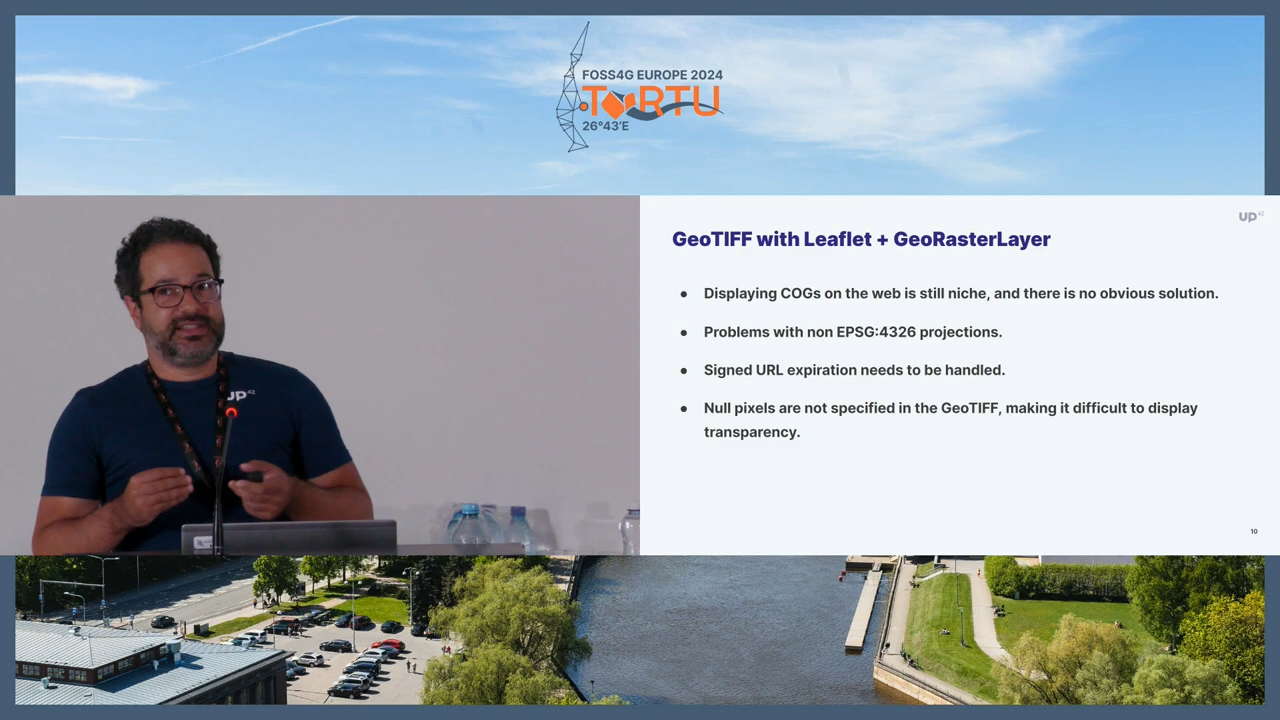 FOSS4G EUROPE 2024
TORTU
26°43'E
up42
GeoTIFF with Leaflet + GeoRasterLayer
● Displaying COGs on the web is still niche, and there is no obvious solution.
● Problems with non EPSG:4326 projections.
● Signed URL expiration needs to be handled.
● Null pixels are not specified in the GeoTIFF, making it difficult to display
transparency.
UP42
10